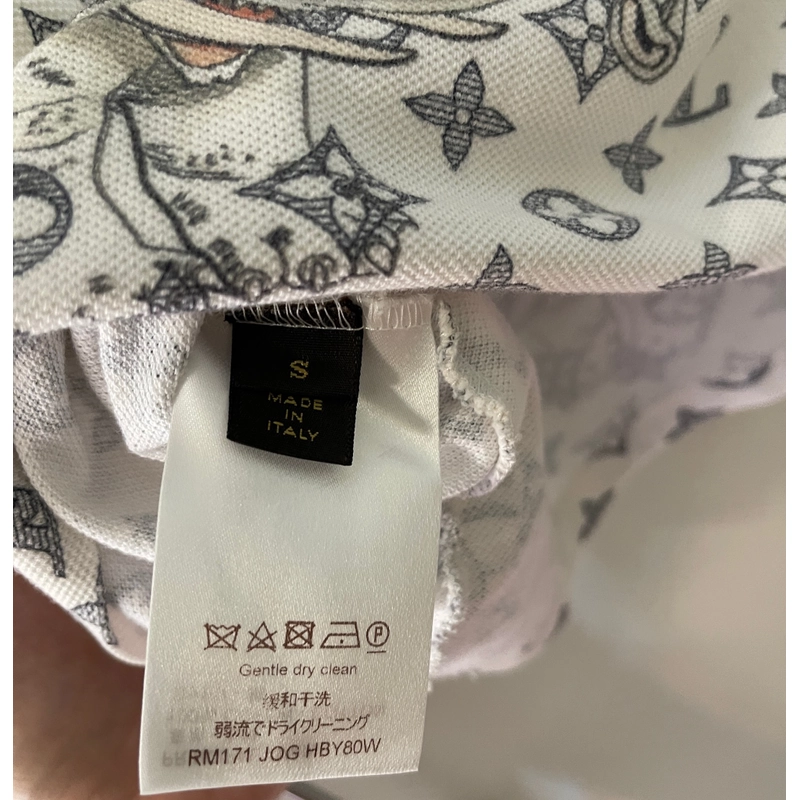 S
MADE
IN
ITALY
P
Gentle dry clean
缓和干洗
弱流でドライクリーニング
RM171 JOG HBY80W